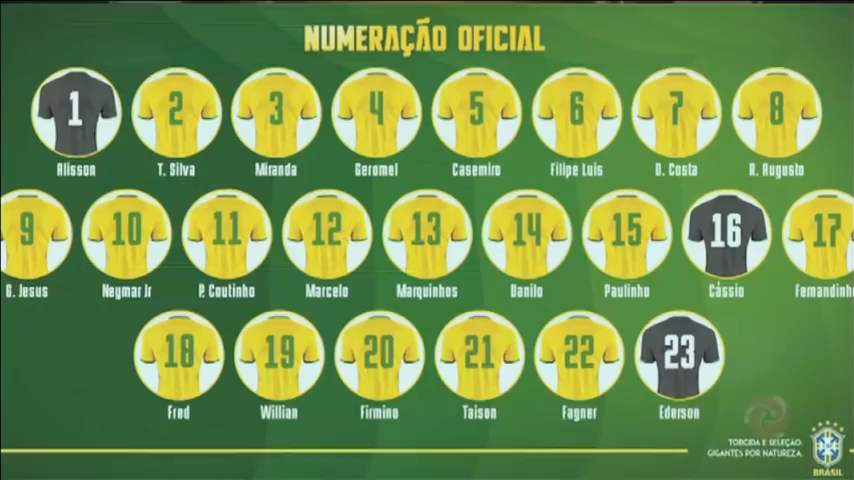 NUMERAÇÃO OFICIAL
1 2 3 4 5 6 7 8
Alisson T. Silva Miranda Geromel Casemiro Filipe Luis D. Costa R. Augusto
9 10 11 12 13 14 15 16 17
G. Jesus Neymar Jr P. Coutinho Marcelo Marquinhos Danilo Paulinho Cássio Fernandinh
18 19 20 21 22 23
Fred Willian Firmino Taison Fagner Ederson
TORCIDA E SELEÇÃO.
GIGANTES POR NATUREZA.
BRASIL